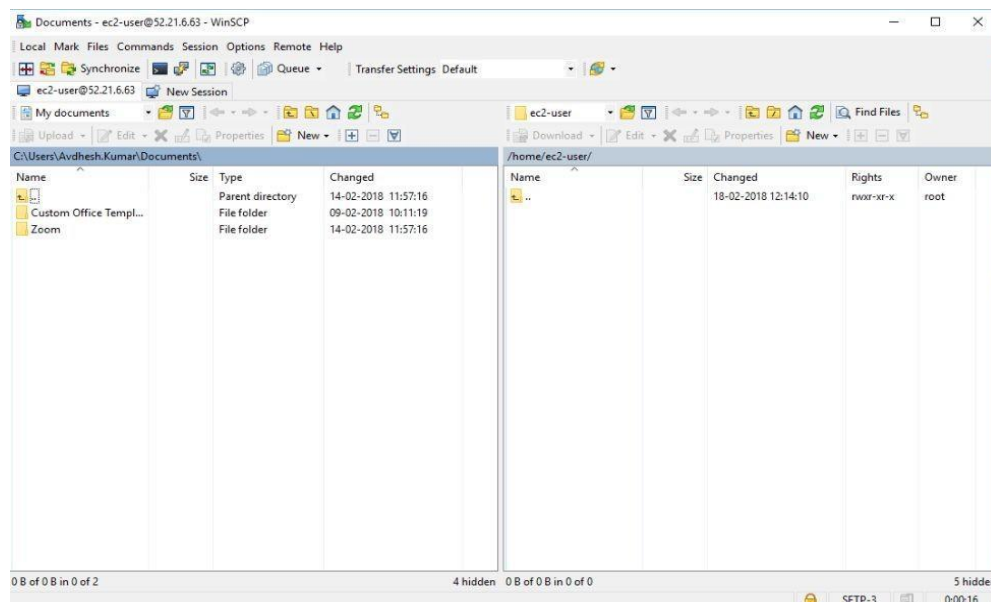 Documents - ec2-user@52.21.6.63 - WinSCP
Local Mark Files Commands Session Options Remote Help
Synchronize Queue Transfer Settings Default
ec2-user@52.21.6.63 New Session
My documents ec2-user Find Files
Upload Edit Properties New Download Edit Properties New
C:\Users\Avdhesh.Kumar\Documents\ /home/ec2-user/
Name Size Type Changed Name Size Changed Rights Owner
.. Parent directory 14-02-2018 11:57:16 .. 18-02-2018 12:14:10 rwxr-xr-x root
Custom Office Templ... File folder 09-02-2018 10:11:19
Zoom File folder 14-02-2018 11:57:16
0 B of 0 B in 0 of 2 4 hidden 0 B of 0 B in 0 of 0 5 hidde
SFTP-3 0:00:16